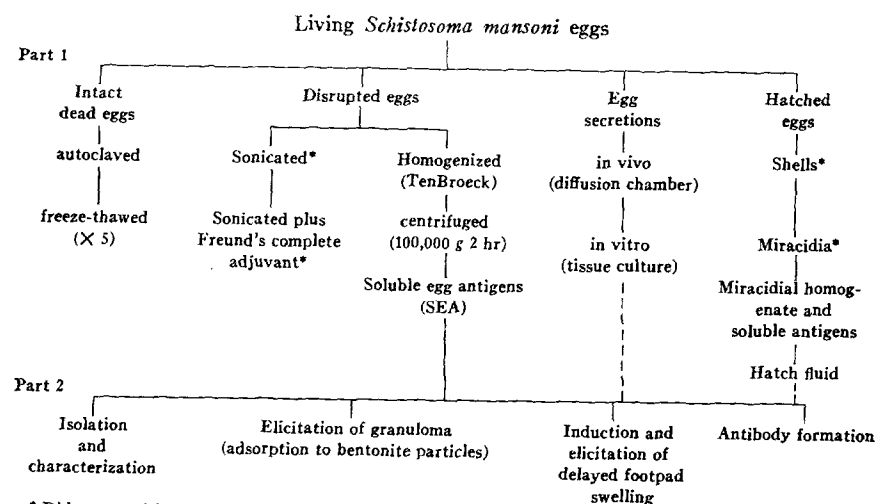 Living Schistosoma mansoni eggs
Part 1
Intact
dead eggs
autoclaved
freeze-thawed
(× 5)
Disrupted eggs
Sonicated*
Sonicated plus
Freund's complete
adjuvant*
Homogenized
(TenBroeck)
centrifuged
(100,000 g 2 hr)
Soluble egg antigens
(SEA)
Egg
secretions
in vivo
(diffusion chamber)
in vitro
(tissue culture)
Hatched
eggs
Shells*
Miracidia*
Miracidial homog-
enate and
soluble antigens
Hatch fluid
Part 2
Isolation
and
characterization
Elicitation of granuloma
(adsorption to bentonite particles)
Induction and
elicitation of
delayed footpad
swelling
Antibody formation